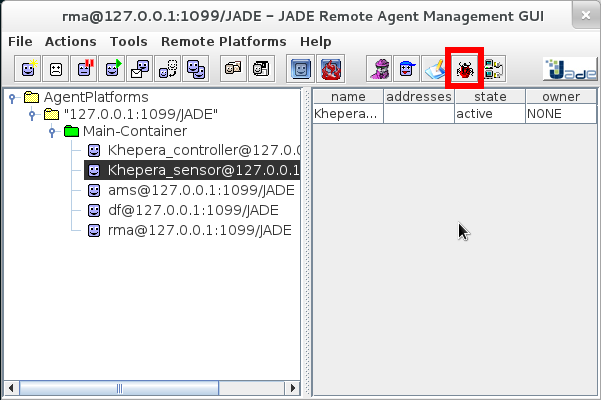 rma@127.0.0.1:1099/JADE – JADE Remote Agent Management GUI
File Actions Tools Remote Platforms Help
Jade
AgentPlatforms
"127.0.0.1:1099/JADE"
Main-Container
Khepera_controller@127.0.0
Khepera_sensor@127.0.0.1
ams@127.0.0.1:1099/JADE
df@127.0.0.1:1099/JADE
rma@127.0.0.1:1099/JADE
name addresses state owner
Khepera... active NONE